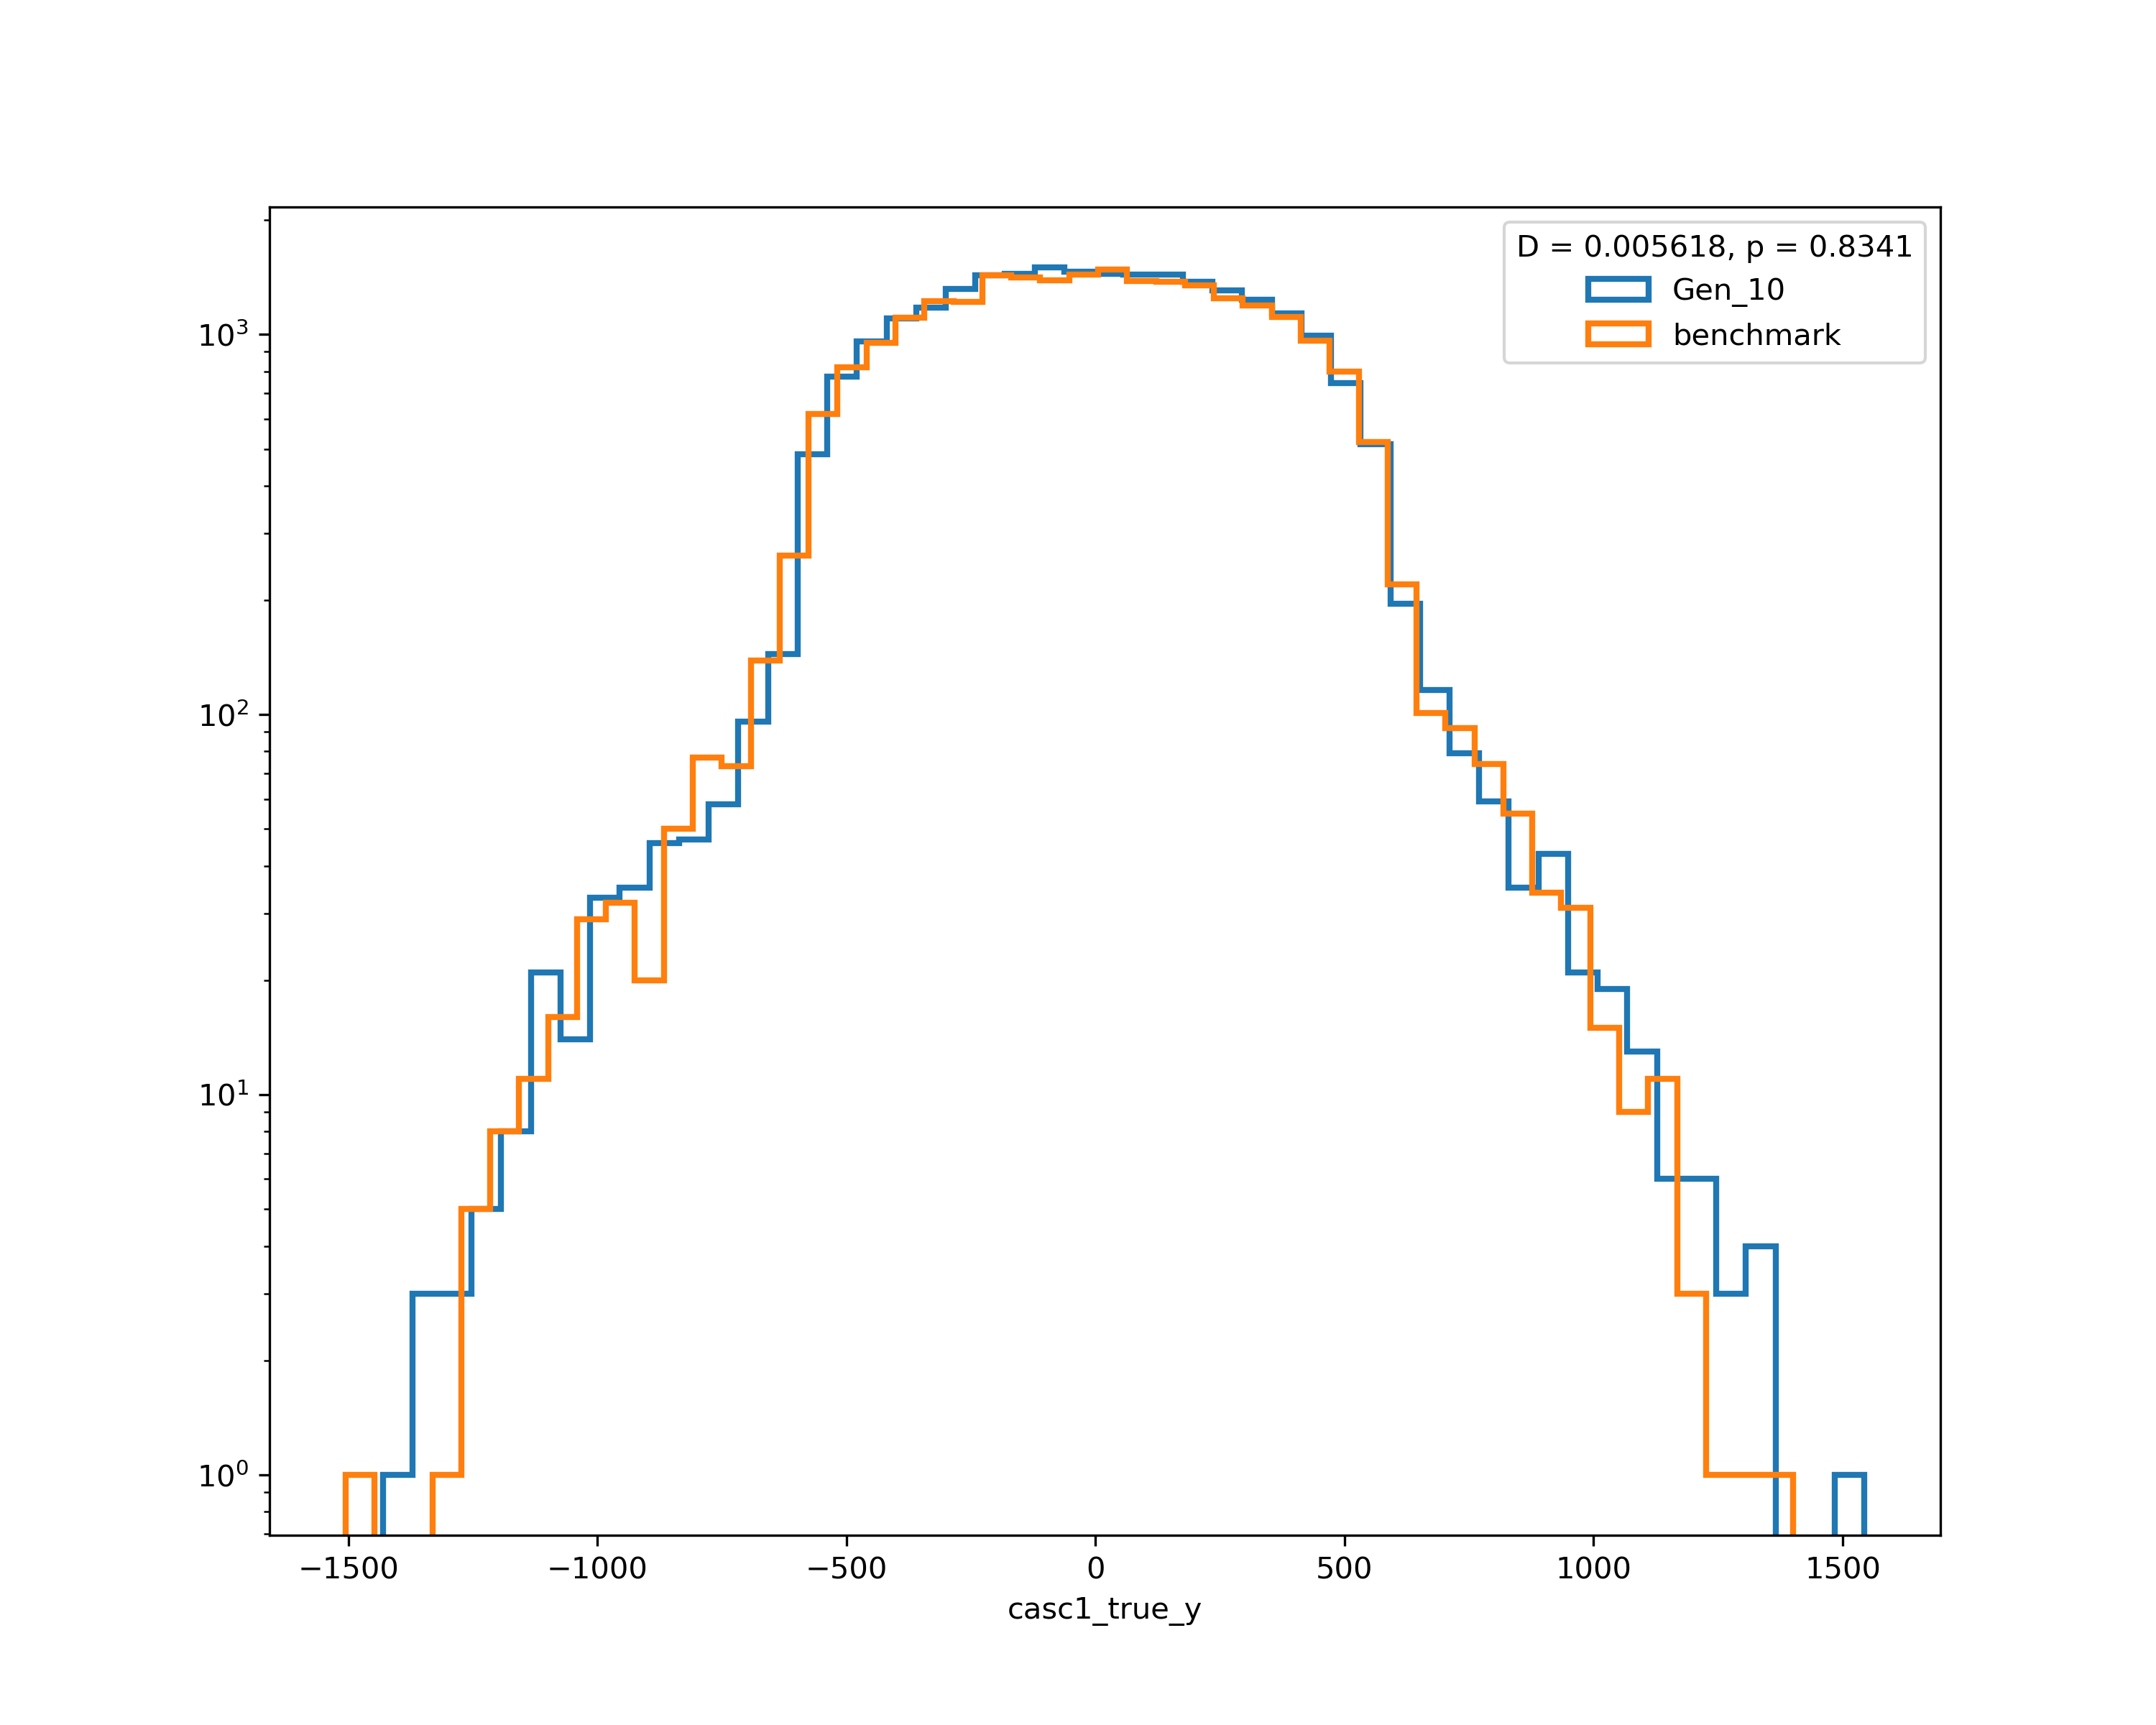 D = 0.005618, p = 0.8341
Gen_10
benchmark
10³
10²
10¹
10⁰
−1500 −1000 −500 0 500 1000 1500
casc1_true_y